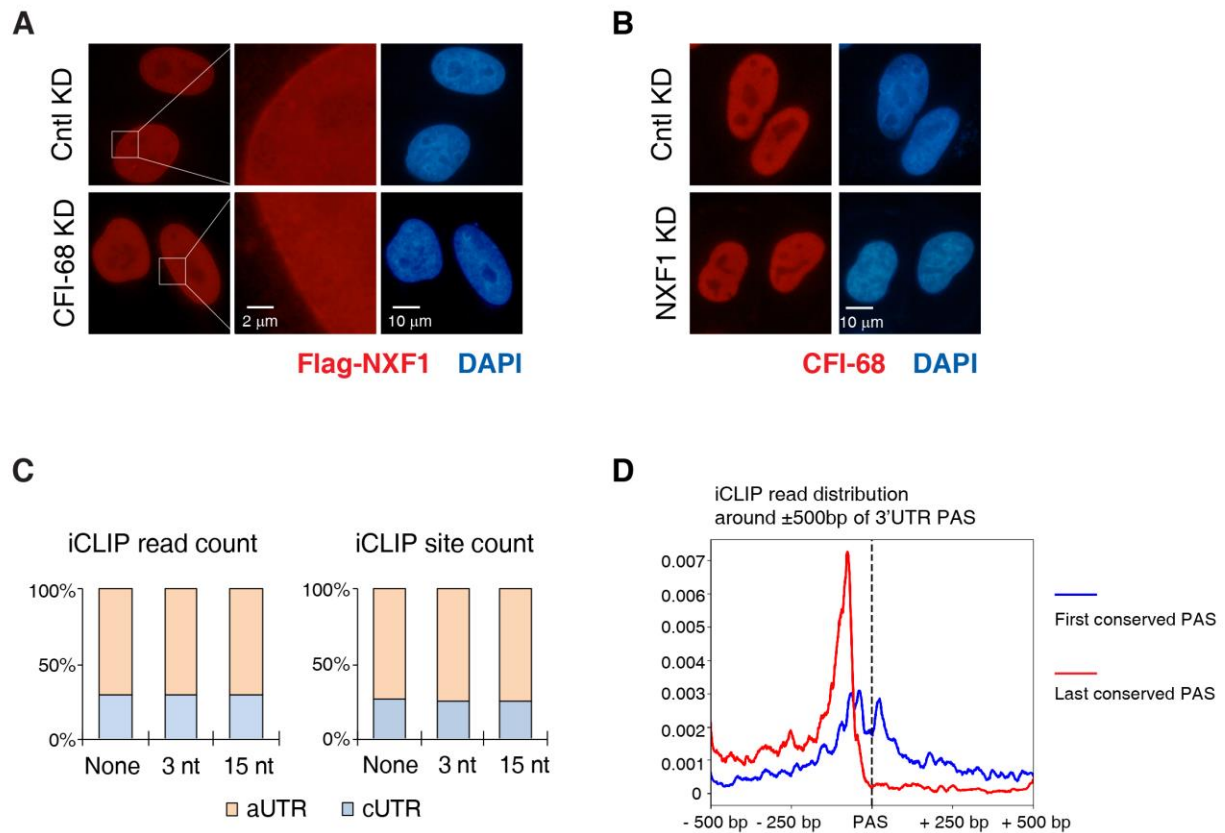 A
Cntl KD
CFI-68 KD
2 μm
10 μm
Flag-NXF1 DAPI
B
Cntl KD
NXF1 KD
10 μm
CFI-68 DAPI
C
iCLIP read count
100%
50%
0%
None 3 nt 15 nt
iCLIP site count
100%
50%
0%
None 3 nt 15 nt
aUTR cUTR
D
iCLIP read distribution
around ±500bp of 3'UTR PAS
0.007
0.006
0.005
0.004
0.003
0.002
0.001
0
- 500 bp - 250 bp PAS + 250 bp + 500 bp
First conserved PAS
Last conserved PAS